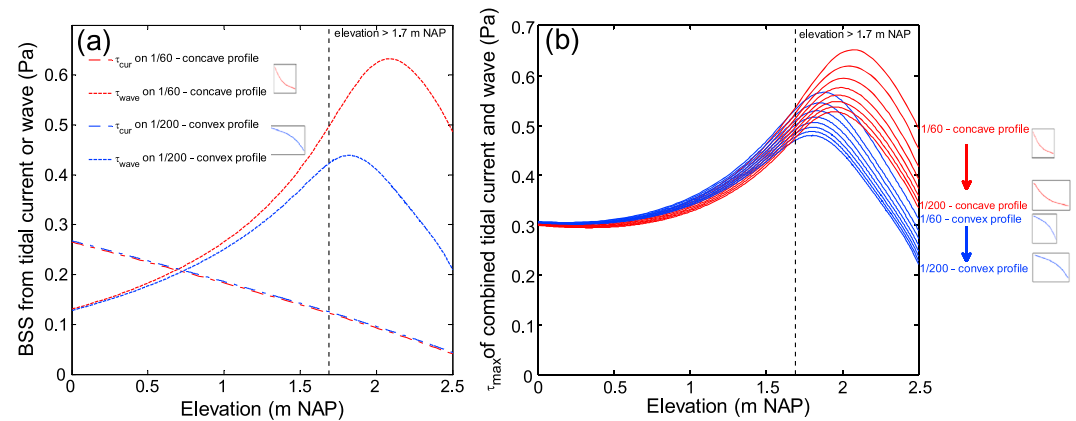 (a)
elevation > 1.7 m NAP
τcur on 1/60 - concave profile
τwave on 1/60 - concave profile
τcur on 1/200 - convex profile
τwave on 1/200 - convex profile
BSS from tidal current or wave (Pa)
0.6
0.5
0.4
0.3
0.2
0.1
0
0
0.5
1
1.5
2
2.5
Elevation (m NAP)
(b)
elevation > 1.7 m NAP
τmax of combined tidal current and wave (Pa)
0.7
0.6
0.5
0.4
0.3
0.2
0.1
0
0
0.5
1
1.5
2
2.5
Elevation (m NAP)
1/60 - concave profile
1/200 - concave profile
1/60 - convex profile
1/200 - convex profile